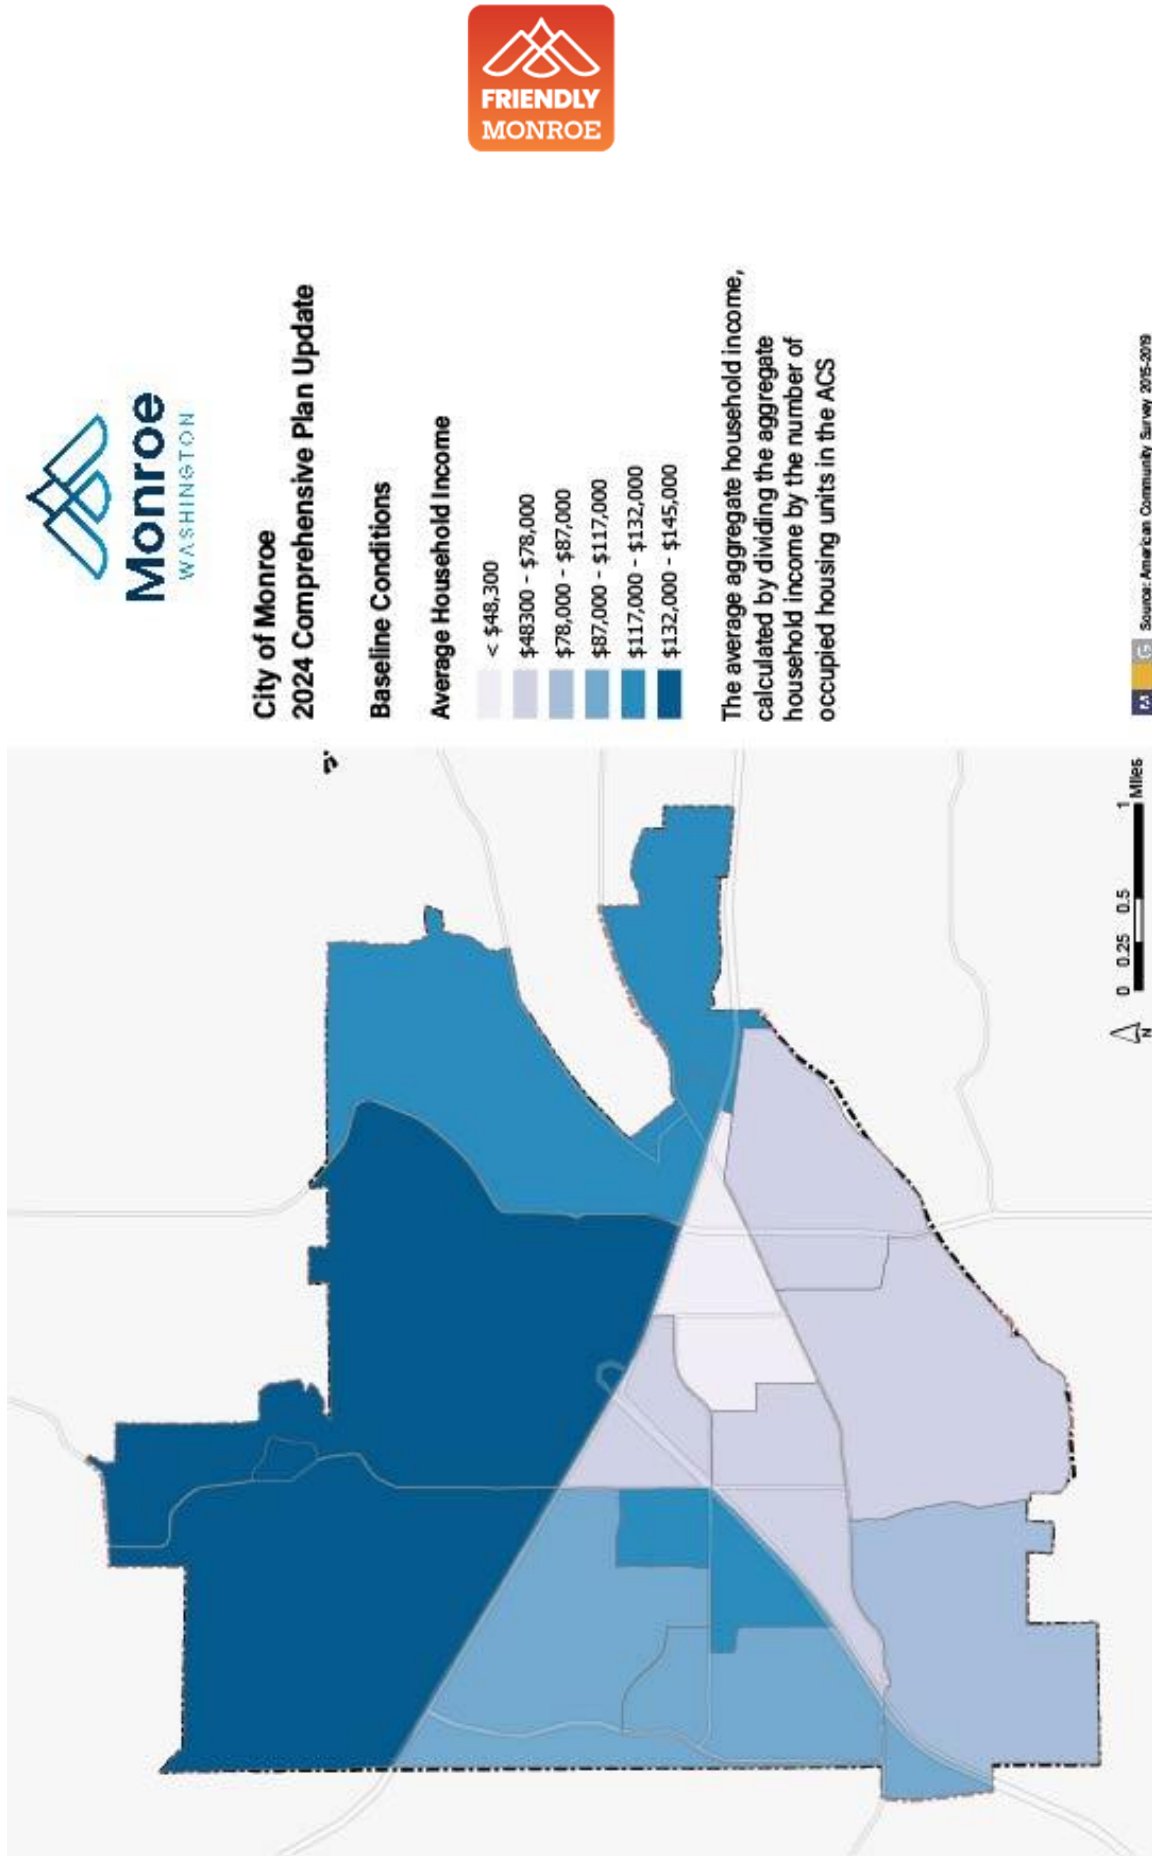 FRIENDLY
MONROE
Monroe
WASHINGTON
City of Monroe
2024 Comprehensive Plan Update
Baseline Conditions
Average Household Income
< $48,300
$48300 - $78,000
$78,000 - $87,000
$87,000 - $117,000
$117,000 - $132,000
$132,000 - $145,000
The average aggregate household income,
calculated by dividing the aggregate
household income by the number of
occupied housing units in the ACS
N
0 0.25 0.5 1
Miles
M G Source: American Community Survey 2015-2019